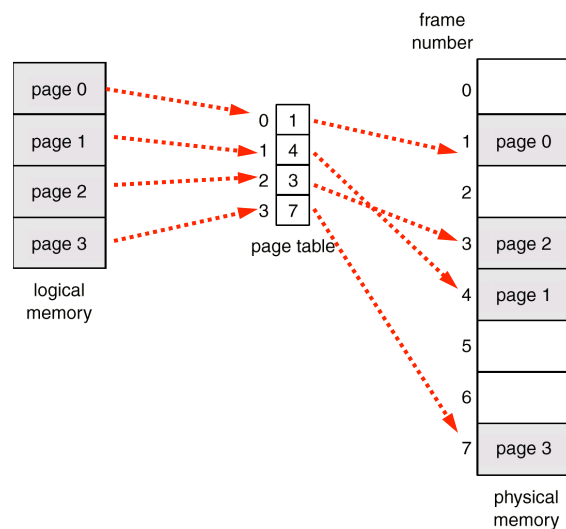 frame
number
page 0
page 1
page 2
page 3
logical
memory
0 1
1 4
2 3
3 7
page table
0
1 page 0
2
3 page 2
4 page 1
5
6
7 page 3
physical
memory